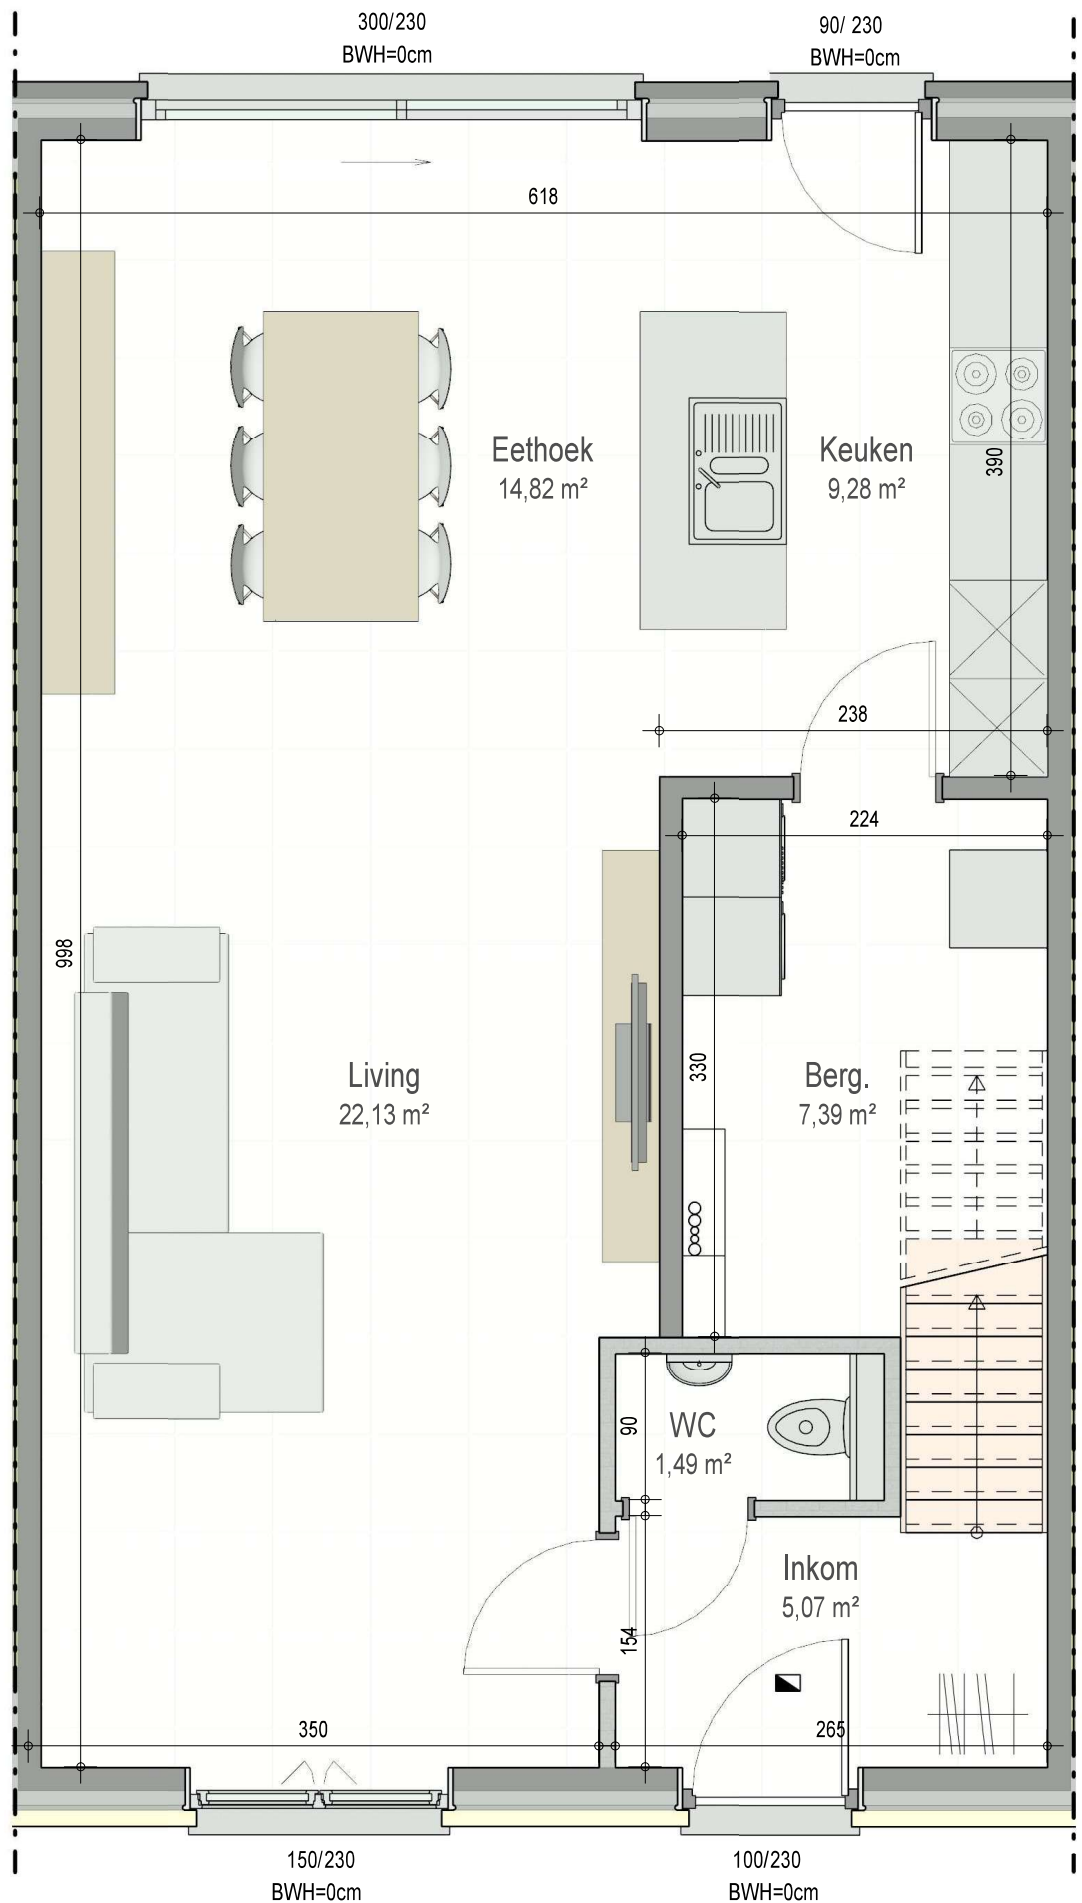 300/230
BWH=0cm
90/ 230
BWH=0cm
618
Eethoek
14,82 m²
Keuken
9,28 m²
390
238
224
998
330
Living
22,13 m²
Berg.
7,39 m²
90
WC
1,49 m²
Inkom
5,07 m²
154
350
265
150/230
BWH=0cm
100/230
BWH=0cm